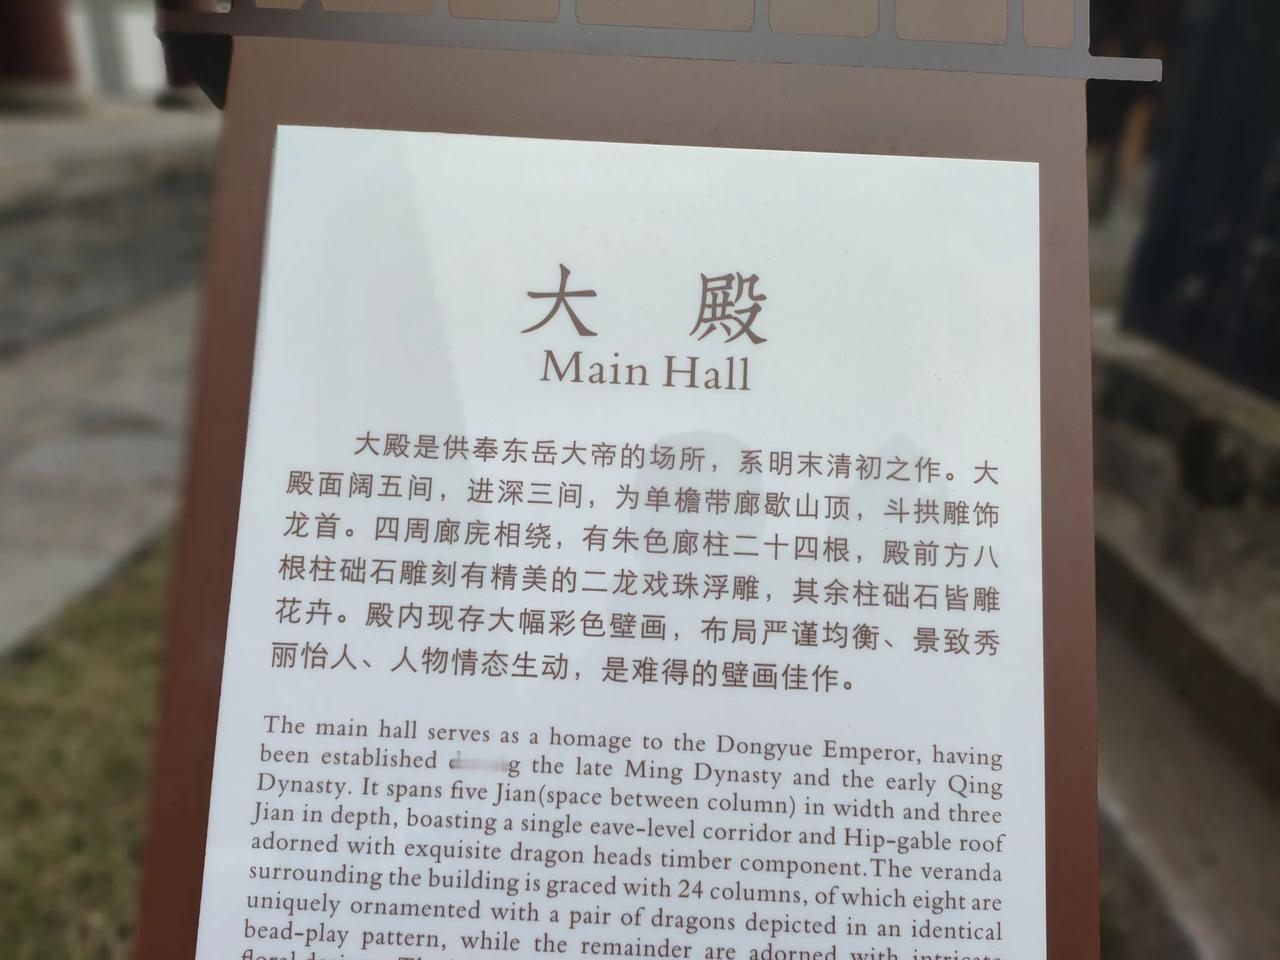 大 殿
Main Hall
大殿是供奉东岳大帝的场所，系明末清初之作。大
殿面阔五间，进深三间，为单檐带廊歇山顶，斗拱雕饰
龙首。四周廊庑相绕，有朱色廊柱二十四根，殿前方八
根柱础石雕刻有精美的二龙戏珠浮雕，其余柱础石皆雕
花卉。殿内现存大幅彩色壁画，布局严谨均衡、景致秀
丽怡人、人物情态生动，是难得的壁画佳作。
The main hall serves as a homage to the Dongyue Emperor, having
been established the late Ming Dynasty and the early Qing
Dynasty. It spans five Jian(space between column) in width and three
Jian in depth, boasting a single eave-level corridor and Hip-gable roof
adorned with exquisite dragon heads timber component.The veranda
surrounding the building is graced with 24 columns, of which eight are
uniquely ornamented with a pair of dragons depicted in an identical
bead-play pattern, while the remainder are adorned with intricate